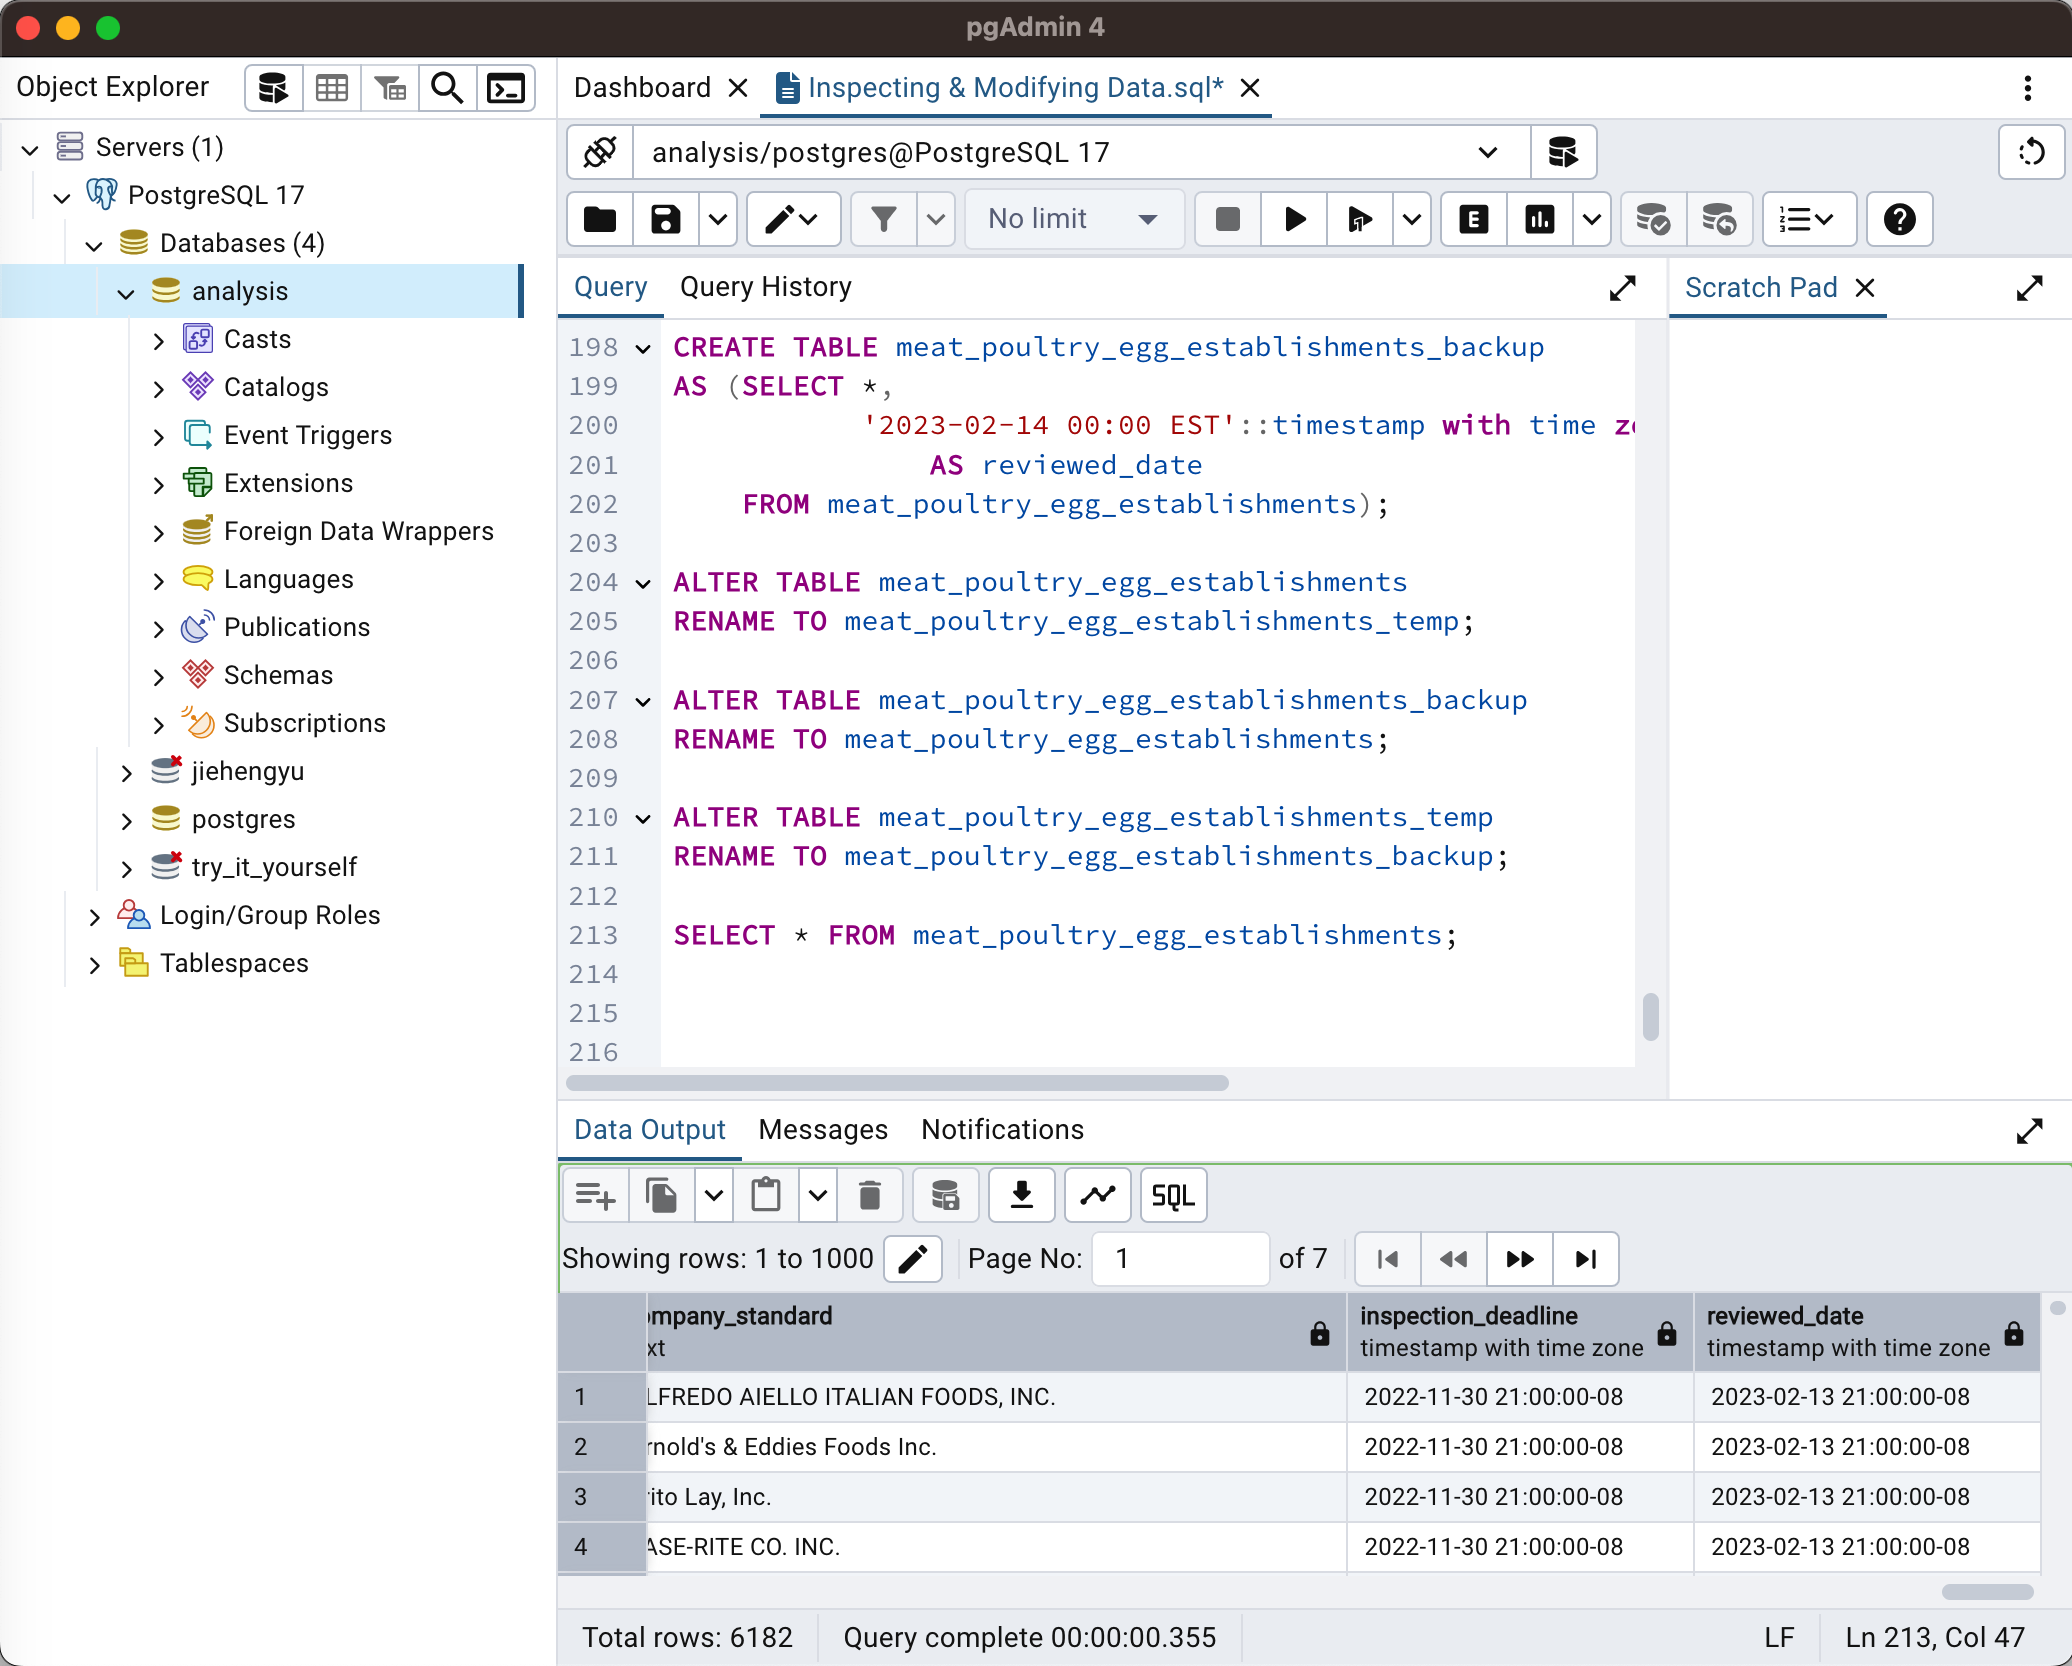 pgAdmin 4
Object Explorer
Dashboard
Inspecting & Modifying Data.sql*
Servers (1)
PostgreSQL 17
Databases (4)
analysis
Casts
Catalogs
Event Triggers
Extensions
Foreign Data Wrappers
Languages
Publications
Schemas
Subscriptions
jiehengyu
postgres
try_it_yourself
Login/Group Roles
Tablespaces
analysis/postgres@PostgreSQL 17
No limit
E
Query
Query History
Scratch Pad
198 CREATE TABLE meat_poultry_egg_establishments_backup
199 AS (SELECT *,
200 '2023-02-14 00:00 EST'::timestamp with time z
201 AS reviewed_date
202 FROM meat_poultry_egg_establishments);
203
204 ALTER TABLE meat_poultry_egg_establishments
205 RENAME TO meat_poultry_egg_establishments_temp;
206
207 ALTER TABLE meat_poultry_egg_establishments_backup
208 RENAME TO meat_poultry_egg_establishments;
209
210 ALTER TABLE meat_poultry_egg_establishments_temp
211 RENAME TO meat_poultry_egg_establishments_backup;
212
213 SELECT * FROM meat_poultry_egg_establishments;
214
215
216
Data Output
Messages
Notifications
SQL
Showing rows: 1 to 1000
Page No: 1 of 7
ompany_standard inspection_deadline reviewed_date
xt timestamp with time zone timestamp with time zone
1 LFREDO AIELLO ITALIAN FOODS, INC. 2022-11-30 21:00:00-08 2023-02-13 21:00:00-08
2 rnold's & Eddies Foods Inc. 2022-11-30 21:00:00-08 2023-02-13 21:00:00-08
3 rito Lay, Inc. 2022-11-30 21:00:00-08 2023-02-13 21:00:00-08
4 ASE-RITE CO. INC. 2022-11-30 21:00:00-08 2023-02-13 21:00:00-08
Total rows: 6182
Query complete 00:00:00.355
LF
Ln 213, Col 47